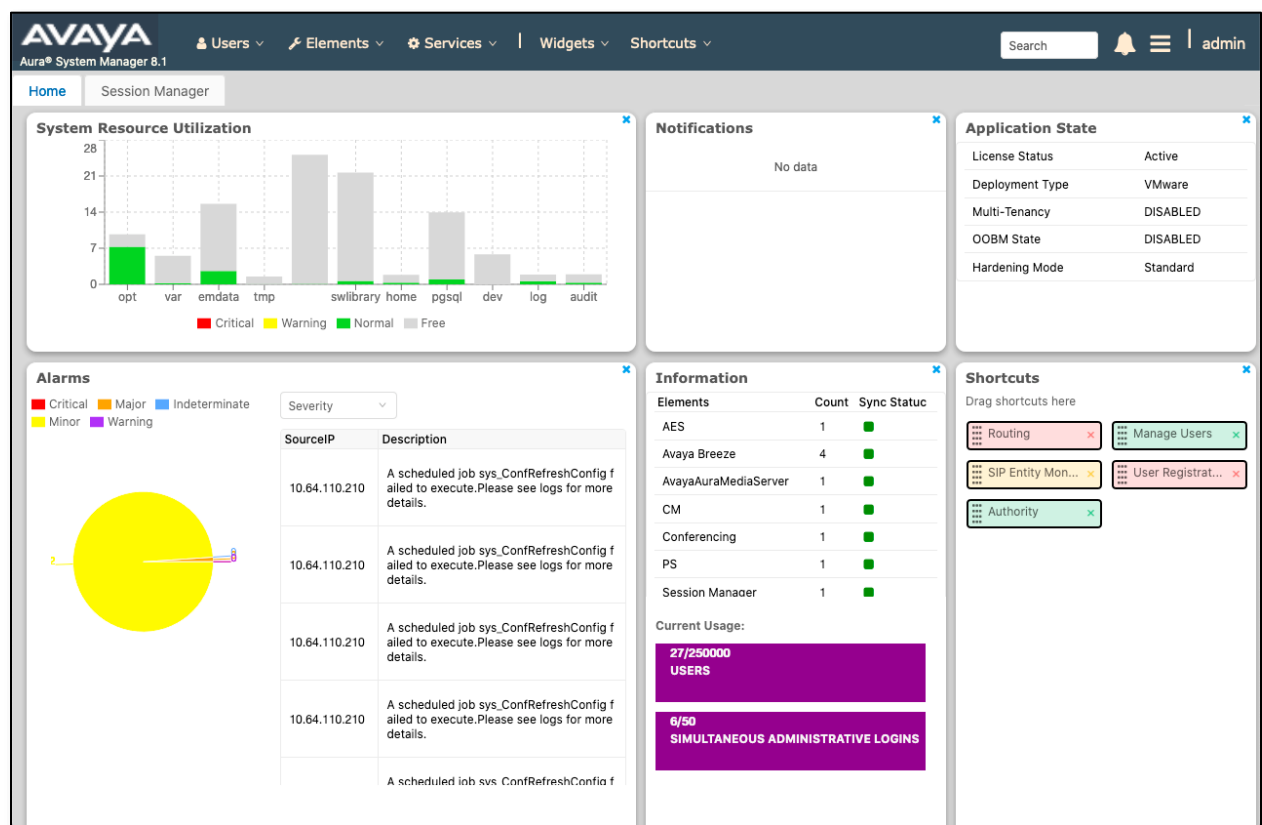 AVAYA
Aura® System Manager 8.1
Users
Elements
Services
Widgets
Shortcuts
Search
admin
Home
Session Manager
System Resource Utilization
28
21
14
7
0
opt var emdata tmp swlibrary home pgsql dev log audit
Critical Warning Normal Free
Notifications
No data
Application State
License Status Active
Deployment Type VMware
Multi-Tenancy DISABLED
OOBM State DISABLED
Hardening Mode Standard
Alarms
Critical Major Indeterminate
Minor Warning
Severity
SourceIP Description
10.64.110.210
A scheduled job sys_ConfRefreshConfig f
ailed to execute.Please see logs for more
details.
10.64.110.210
A scheduled job sys_ConfRefreshConfig f
ailed to execute.Please see logs for more
details.
10.64.110.210
A scheduled job sys_ConfRefreshConfig f
ailed to execute.Please see logs for more
details.
10.64.110.210
A scheduled job sys_ConfRefreshConfig f
ailed to execute.Please see logs for more
details.
A scheduled job sys_ConfRefreshConfig f
Information
Elements Count Sync Statuc
AES 1
Avaya Breeze 4
AvayaAuraMediaServer 1
CM 1
Conferencing 1
PS 1
Session Manager 1
Current Usage:
27/250000
USERS
6/50
SIMULTANEOUS ADMINISTRATIVE LOGINS
Shortcuts
Drag shortcuts here
Routing ×
Manage Users ×
SIP Entity Mon... ×
User Registrat... ×
Authority ×